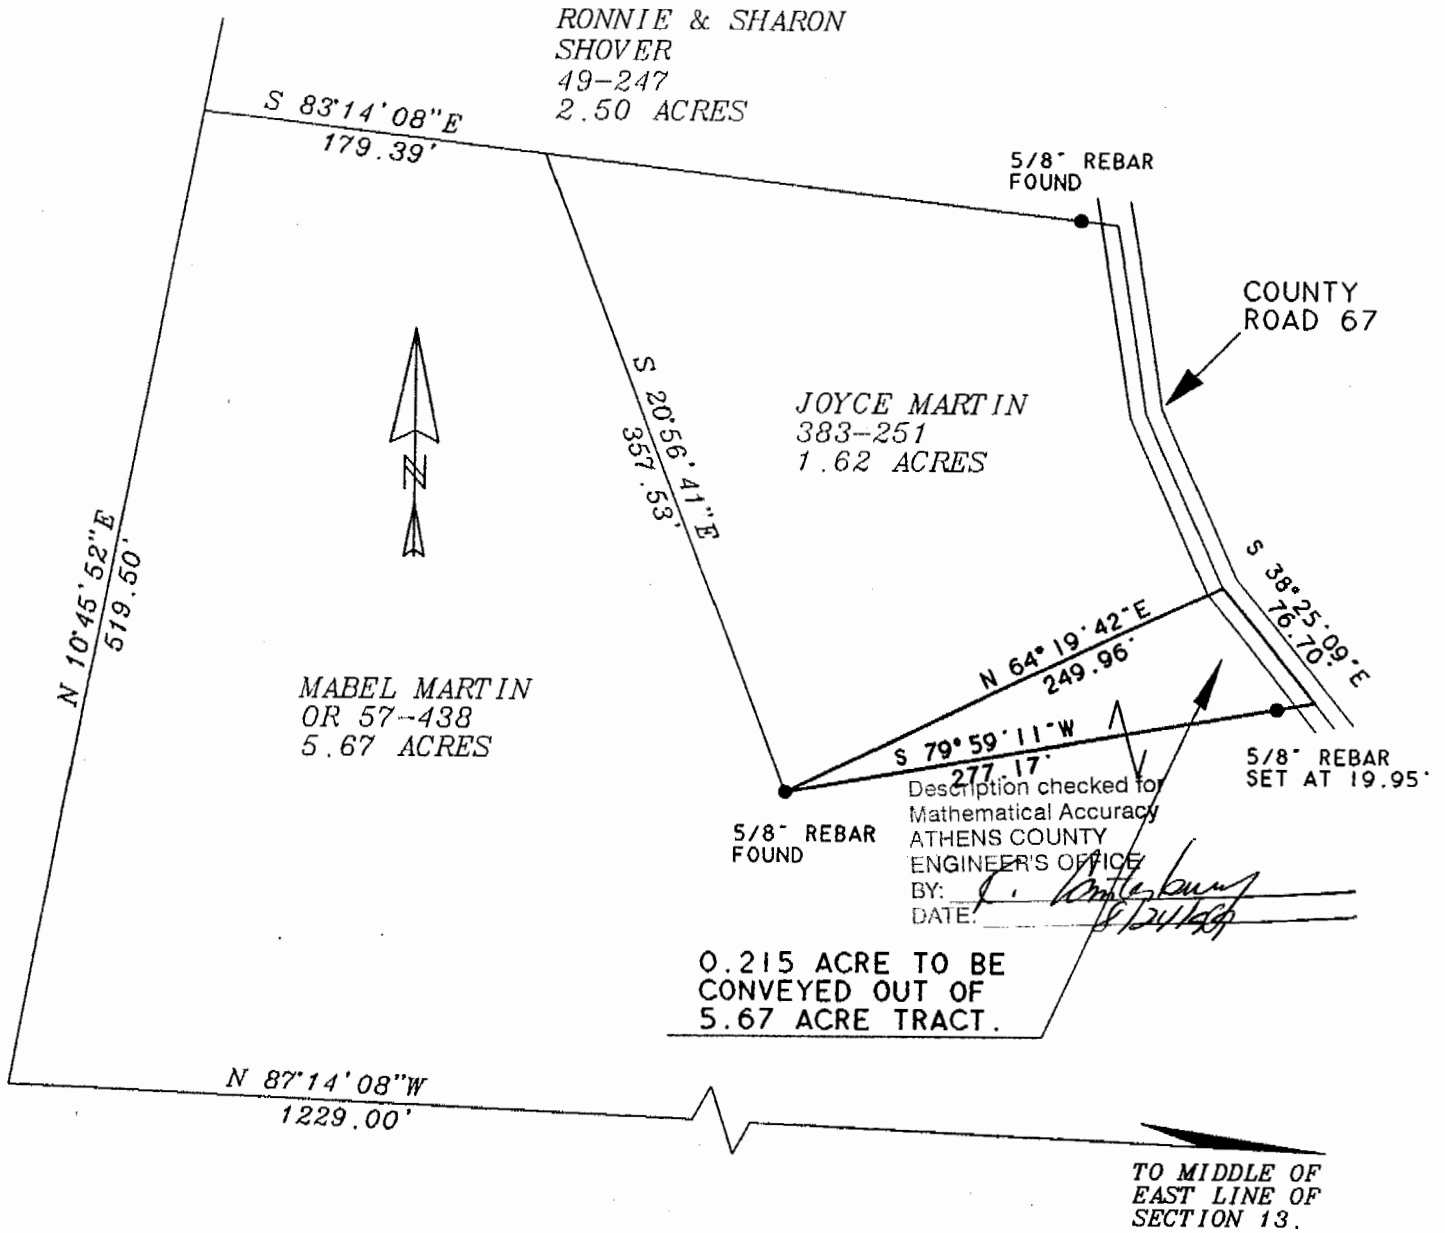 RONNIE & SHARON
SHOVER
49-247
2.50 ACRES
S 83°14'08"E
179.39'
5/8" REBAR
FOUND
COUNTY
ROAD 67
S 20°56'41"E
357.53'
JOYCE MARTIN
383-251
1.62 ACRES
N
N 10°45'52"E
519.50'
S 38°25'09"E
76.70'
N 64°19'42"E
249.96'
MABEL MARTIN
OR 57-438
5.67 ACRES
S 79°59'11"W
277.17'
5/8" REBAR
SET AT 19.95'
5/8" REBAR
FOUND
Description checked for
Mathematical Accuracy
ATHENS COUNTY
ENGINEER'S OFFICE
BY:
DATE:
0.215 ACRE TO BE
CONVEYED OUT OF
5.67 ACRE TRACT.
N 87°14'08"W
1229.00'
TO MIDDLE OF
EAST LINE OF
SECTION 13.